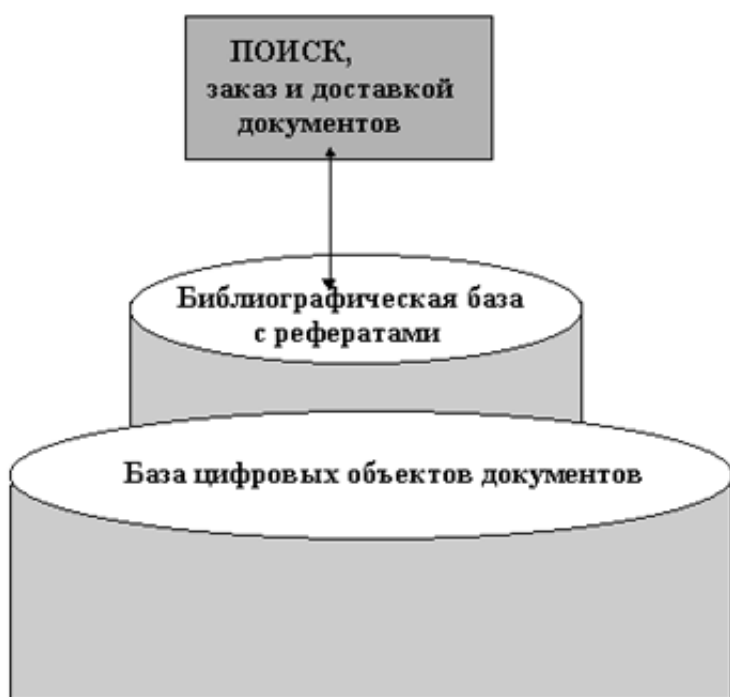 ПОИСК,
заказ и доставкой
документов
Библиографическая база
с рефератами
База цифровых объектов документов